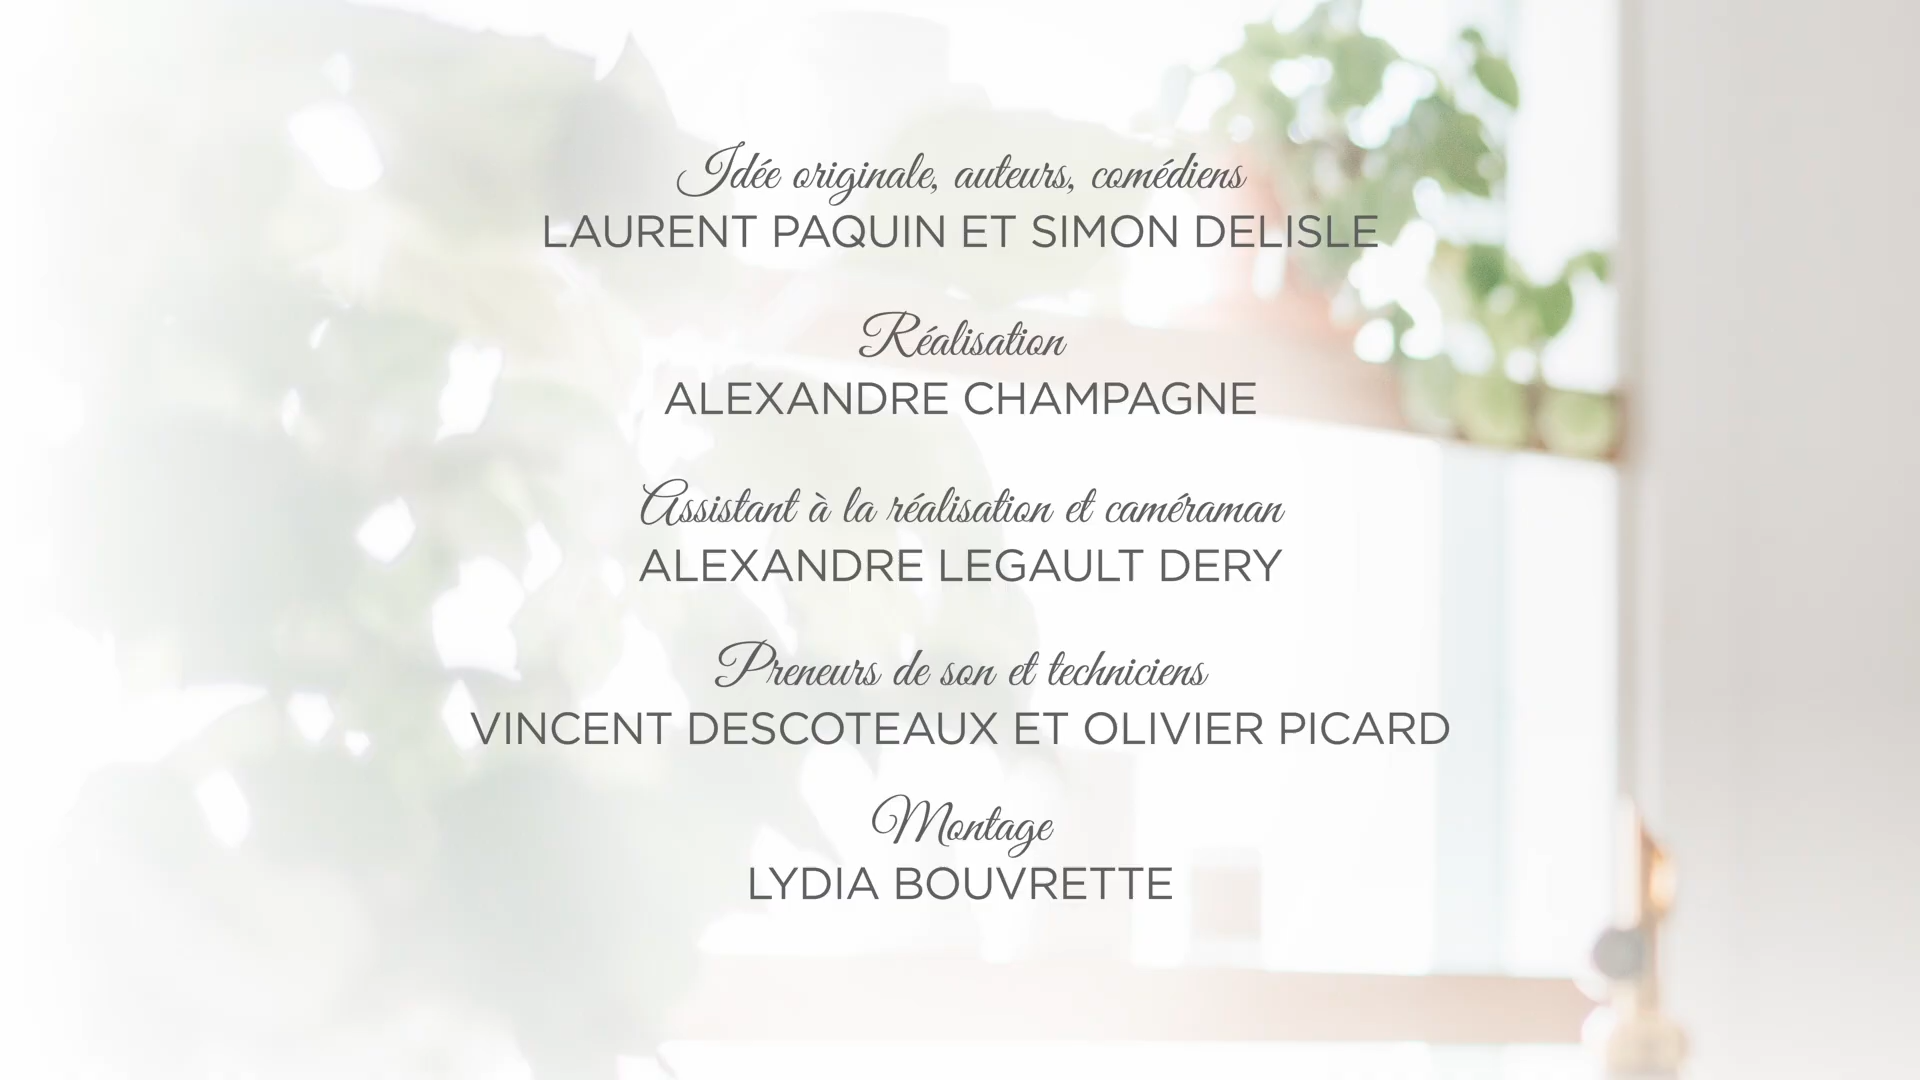 Idée originale, auteurs, comédiens
LAURENT PAQUIN ET SIMON DELISLE
Réalisation
ALEXANDRE CHAMPAGNE
Assistant à la réalisation et caméraman
ALEXANDRE LEGAULT DERY
Preneurs de son et techniciens
VINCENT DESCOTEAUX ET OLIVIER PICARD
Montage
LYDIA BOUVRETTE